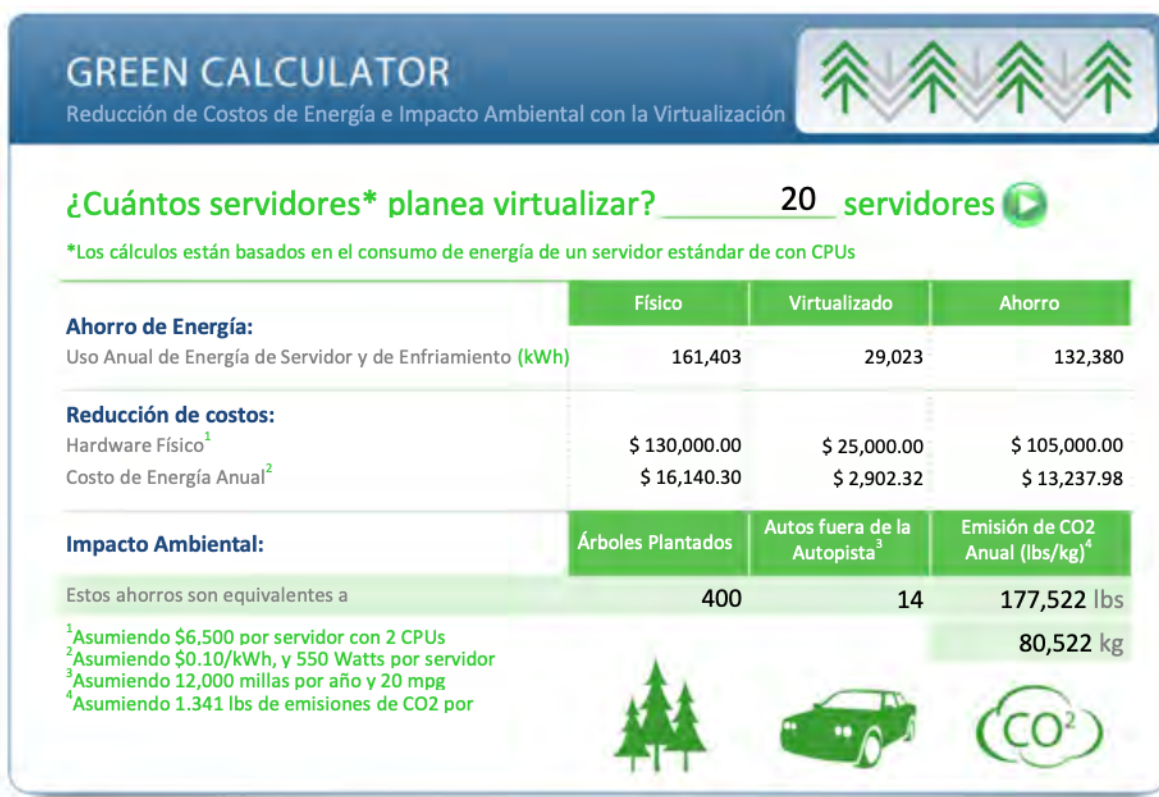 GREEN CALCULATOR
Reducción de Costos de Energía e Impacto Ambiental con la Virtualización
¿Cuántos servidores* planea virtualizar? 20 servidores
*Los cálculos están basados en el consumo de energía de un servidor estándar de con CPUs
Físico Virtualizado Ahorro
Ahorro de Energía:
Uso Anual de Energía de Servidor y de Enfriamiento (kWh) 161,403 29,023 132,380
Reducción de costos:
Hardware Físico1 $ 130,000.00 $ 25,000.00 $ 105,000.00
Costo de Energía Anual2 $ 16,140.30 $ 2,902.32 $ 13,237.98
Impacto Ambiental: Árboles Plantados Autos fuera de la Autopista3 Emisión de CO2 Anual (lbs/kg)4
Estos ahorros son equivalentes a 400 14 177,522 lbs
80,522 kg
1Asumiendo $6,500 por servidor con 2 CPUs
2Asumiendo $0.10/kWh, y 550 Watts por servidor
3Asumiendo 12,000 millas por año y 20 mpg
4Asumiendo 1.341 lbs de emisiones de CO2 por
CO2